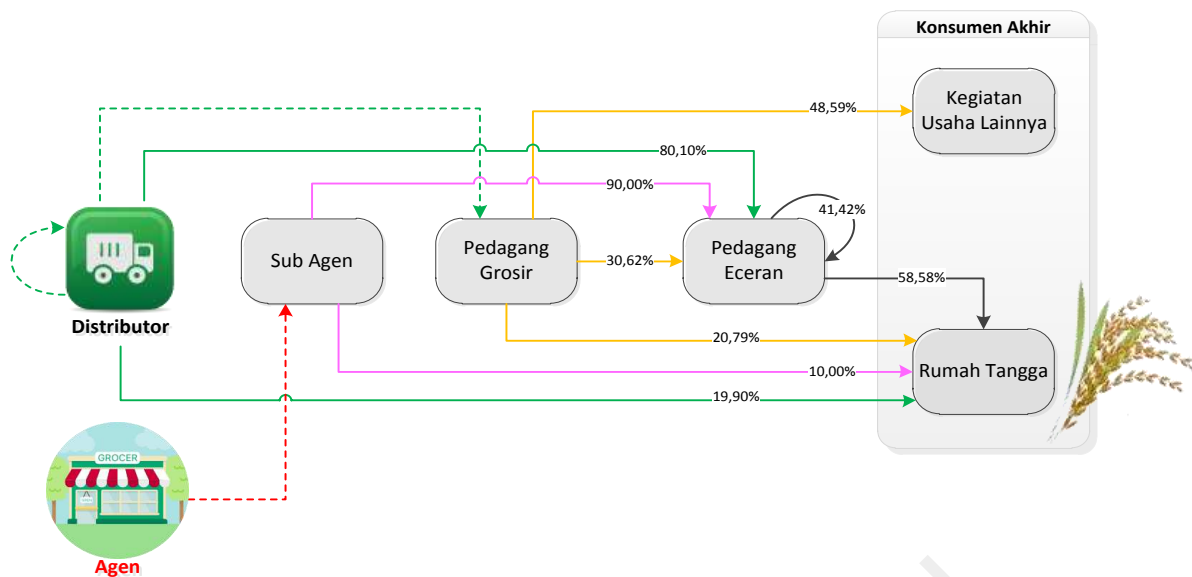 Konsumen Akhir
Kegiatan
Usaha Lainnya
48,59%
80,10%
90,00%
41,42%
Sub Agen
Pedagang
Grosir
30,62%
Pedagang
Eceran
58,58%
Distributor
20,79%
10,00%
Rumah Tangga
19,90%
GROCER
Agen